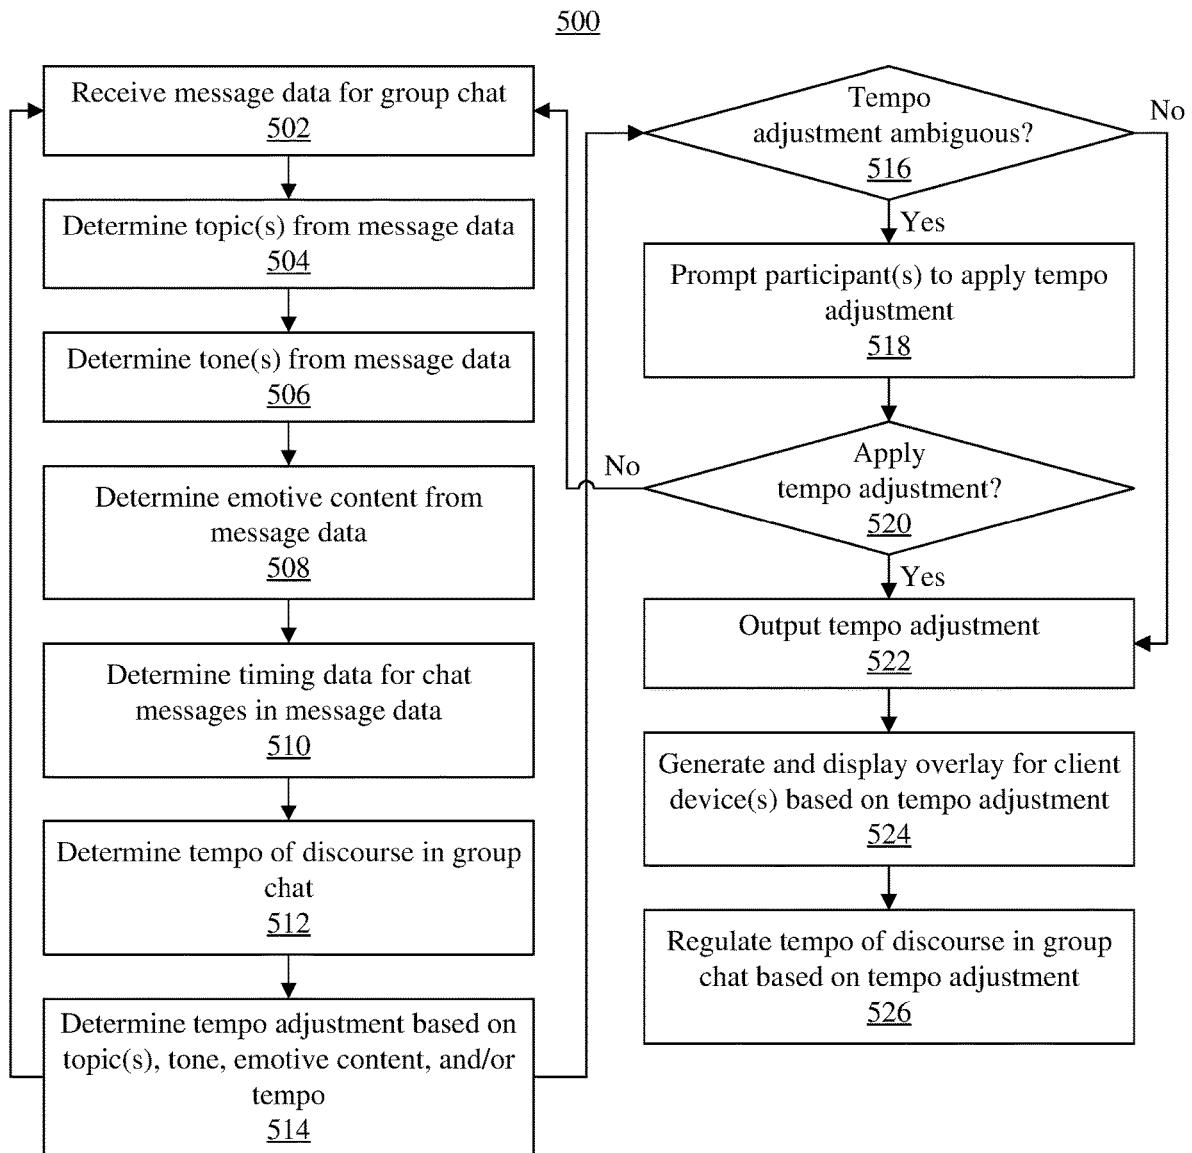 500
Receive message data for group chat
502
Determine topic(s) from message data
504
Determine tone(s) from message data
506
Determine emotive content from
message data
508
Determine timing data for chat
messages in message data
510
Determine tempo of discourse in group
chat
512
Determine tempo adjustment based on
topic(s), tone, emotive content, and/or
tempo
514
Tempo
adjustment ambiguous?
516
No
Yes
Prompt participant(s) to apply tempo
adjustment
518
No
Apply
tempo adjustment?
520
Yes
Output tempo adjustment
522
Generate and display overlay for client
device(s) based on tempo adjustment
524
Regulate tempo of discourse in group
chat based on tempo adjustment
526